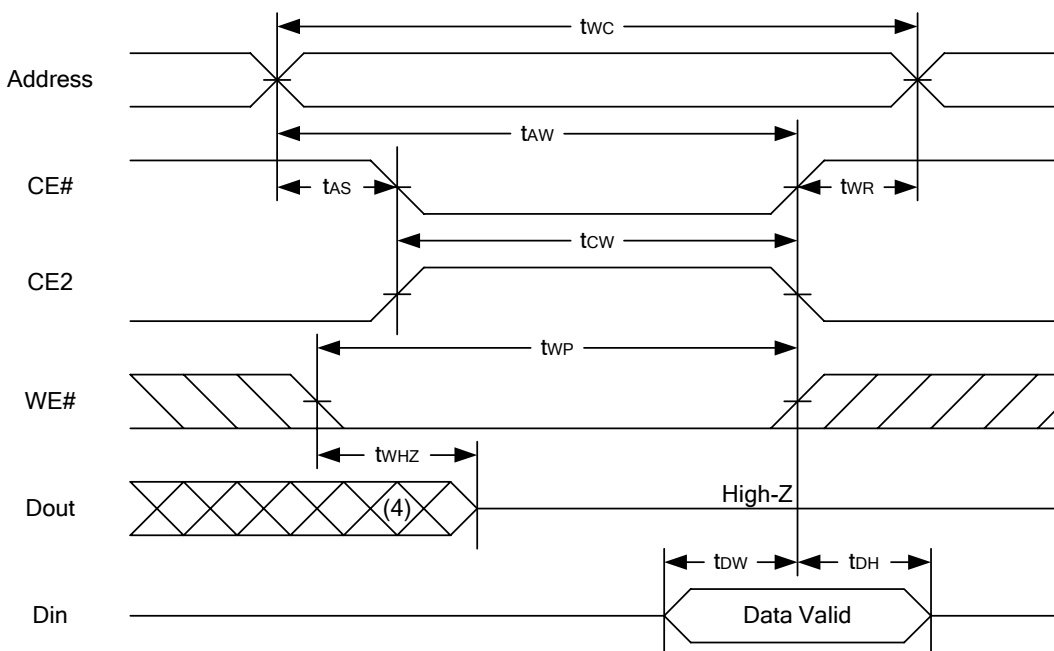 tWC
Address
tAW
CE#
tAS
tWR
tCW
CE2
tWP
WE#
tWHZ
Dout
(4)
High-Z
tDW
tDH
Din
Data Valid